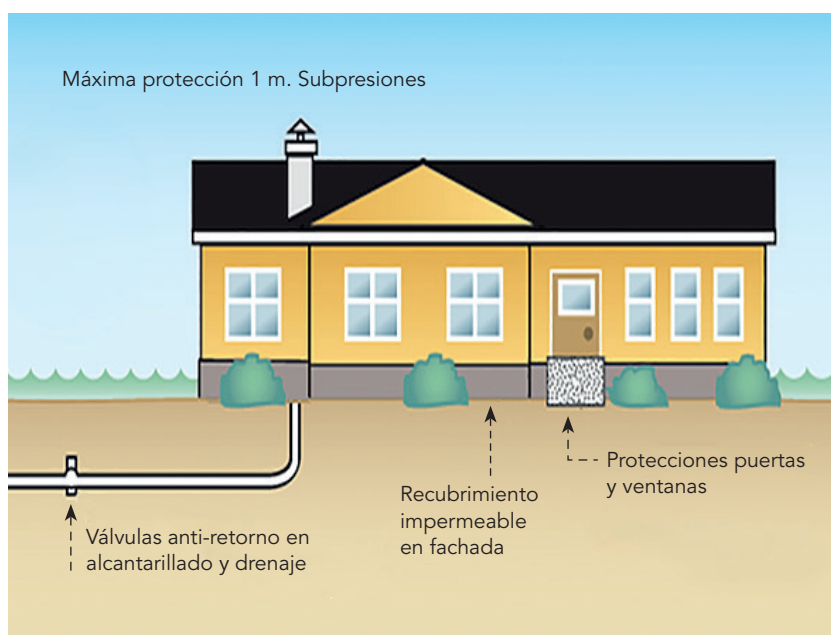 Máxima protección 1 m. Subpresiones
Protecciones puertas
y ventanas
Recubrimiento
impermeable
en fachada
Válvulas anti-retorno en
alcantarillado y drenaje